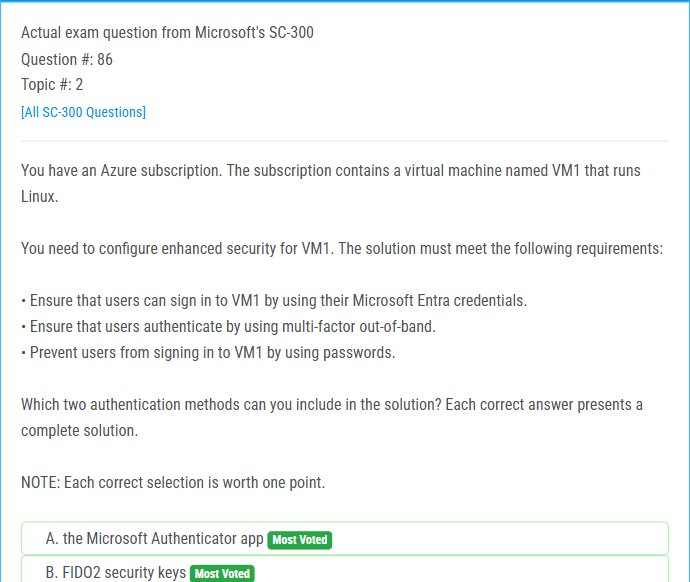 Actual exam question from Microsoft's SC-300
Question #: 86
Topic #: 2
[All SC-300 Questions]
You have an Azure subscription. The subscription contains a virtual machine named VM1 that runs
Linux.
You need to configure enhanced security for VM1. The solution must meet the following requirements:
• Ensure that users can sign in to VM1 by using their Microsoft Entra credentials.
• Ensure that users authenticate by using multi-factor out-of-band.
• Prevent users from signing in to VM1 by using passwords.
Which two authentication methods can you include in the solution? Each correct answer presents a
complete solution.
NOTE: Each correct selection is worth one point.
A. the Microsoft Authenticator app Most Voted
B. FIDO2 security keys Most Voted